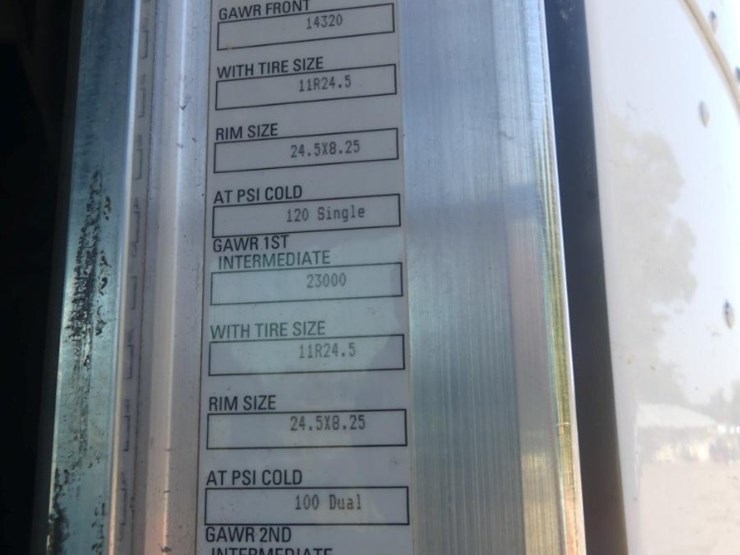 GAWR FRONT
14320
WITH TIRE SIZE
11R24.5
RIM SIZE
24.5X8.25
AT PSI COLD
120 Single
GAWR 1ST
INTERMEDIATE
23000
WITH TIRE SIZE
11R24.5
RIM SIZE
24.5X8.25
AT PSI COLD
100 Dual
GAWR 2ND
INTERMEDIATE